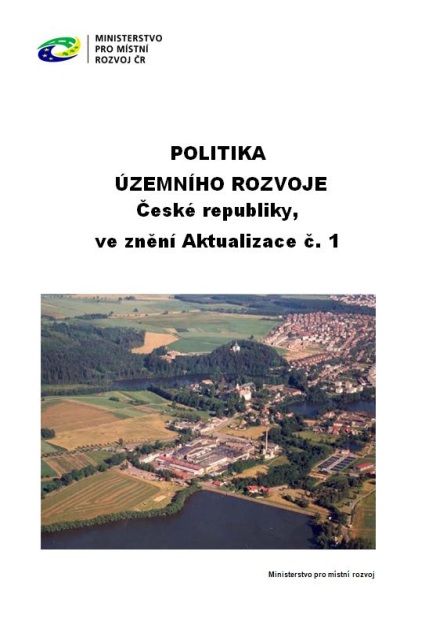 MINISTERSTVO
PRO MÍSTNÍ
ROZVOJ ČR
POLITIKA
ÚZEMNÍHO ROZVOJE
České republiky,
ve znění Aktualizace č. 1
Ministerstvo pro místní rozvoj